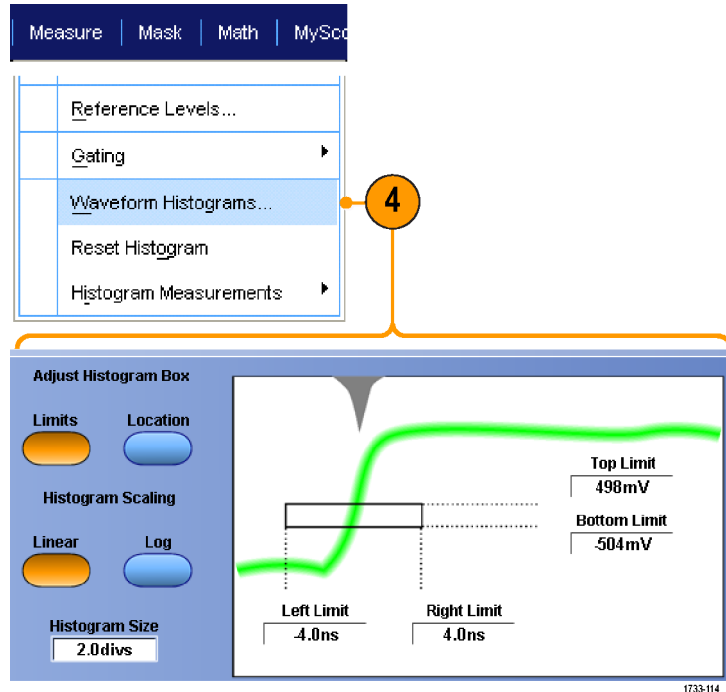 Measure | Mask | Math | MySco
Reference Levels...
Gating
Waveform Histograms...
4
Reset Histogram
Histogram Measurements
Adjust Histogram Box
Limits Location
Histogram Scaling
Linear Log
Histogram Size
2.0divs
Top Limit
498mV
Bottom Limit
-504mV
Left Limit Right Limit
-4.0ns 4.0ns
1733-114